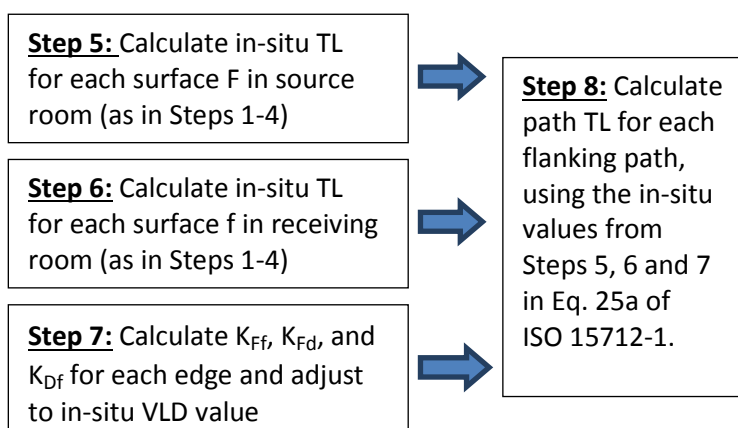 Step 5: Calculate in-situ TL
for each surface F in source
room (as in Steps 1-4)
Step 6: Calculate in-situ TL
for each surface f in receiving
room (as in Steps 1-4)
Step 7: Calculate KFf, KFd, and
KDf for each edge and adjust
to in-situ VLD value
Step 8: Calculate
path TL for each
flanking path,
using the in-situ
values from
Steps 5, 6 and 7
in Eq. 25a of
ISO 15712-1.